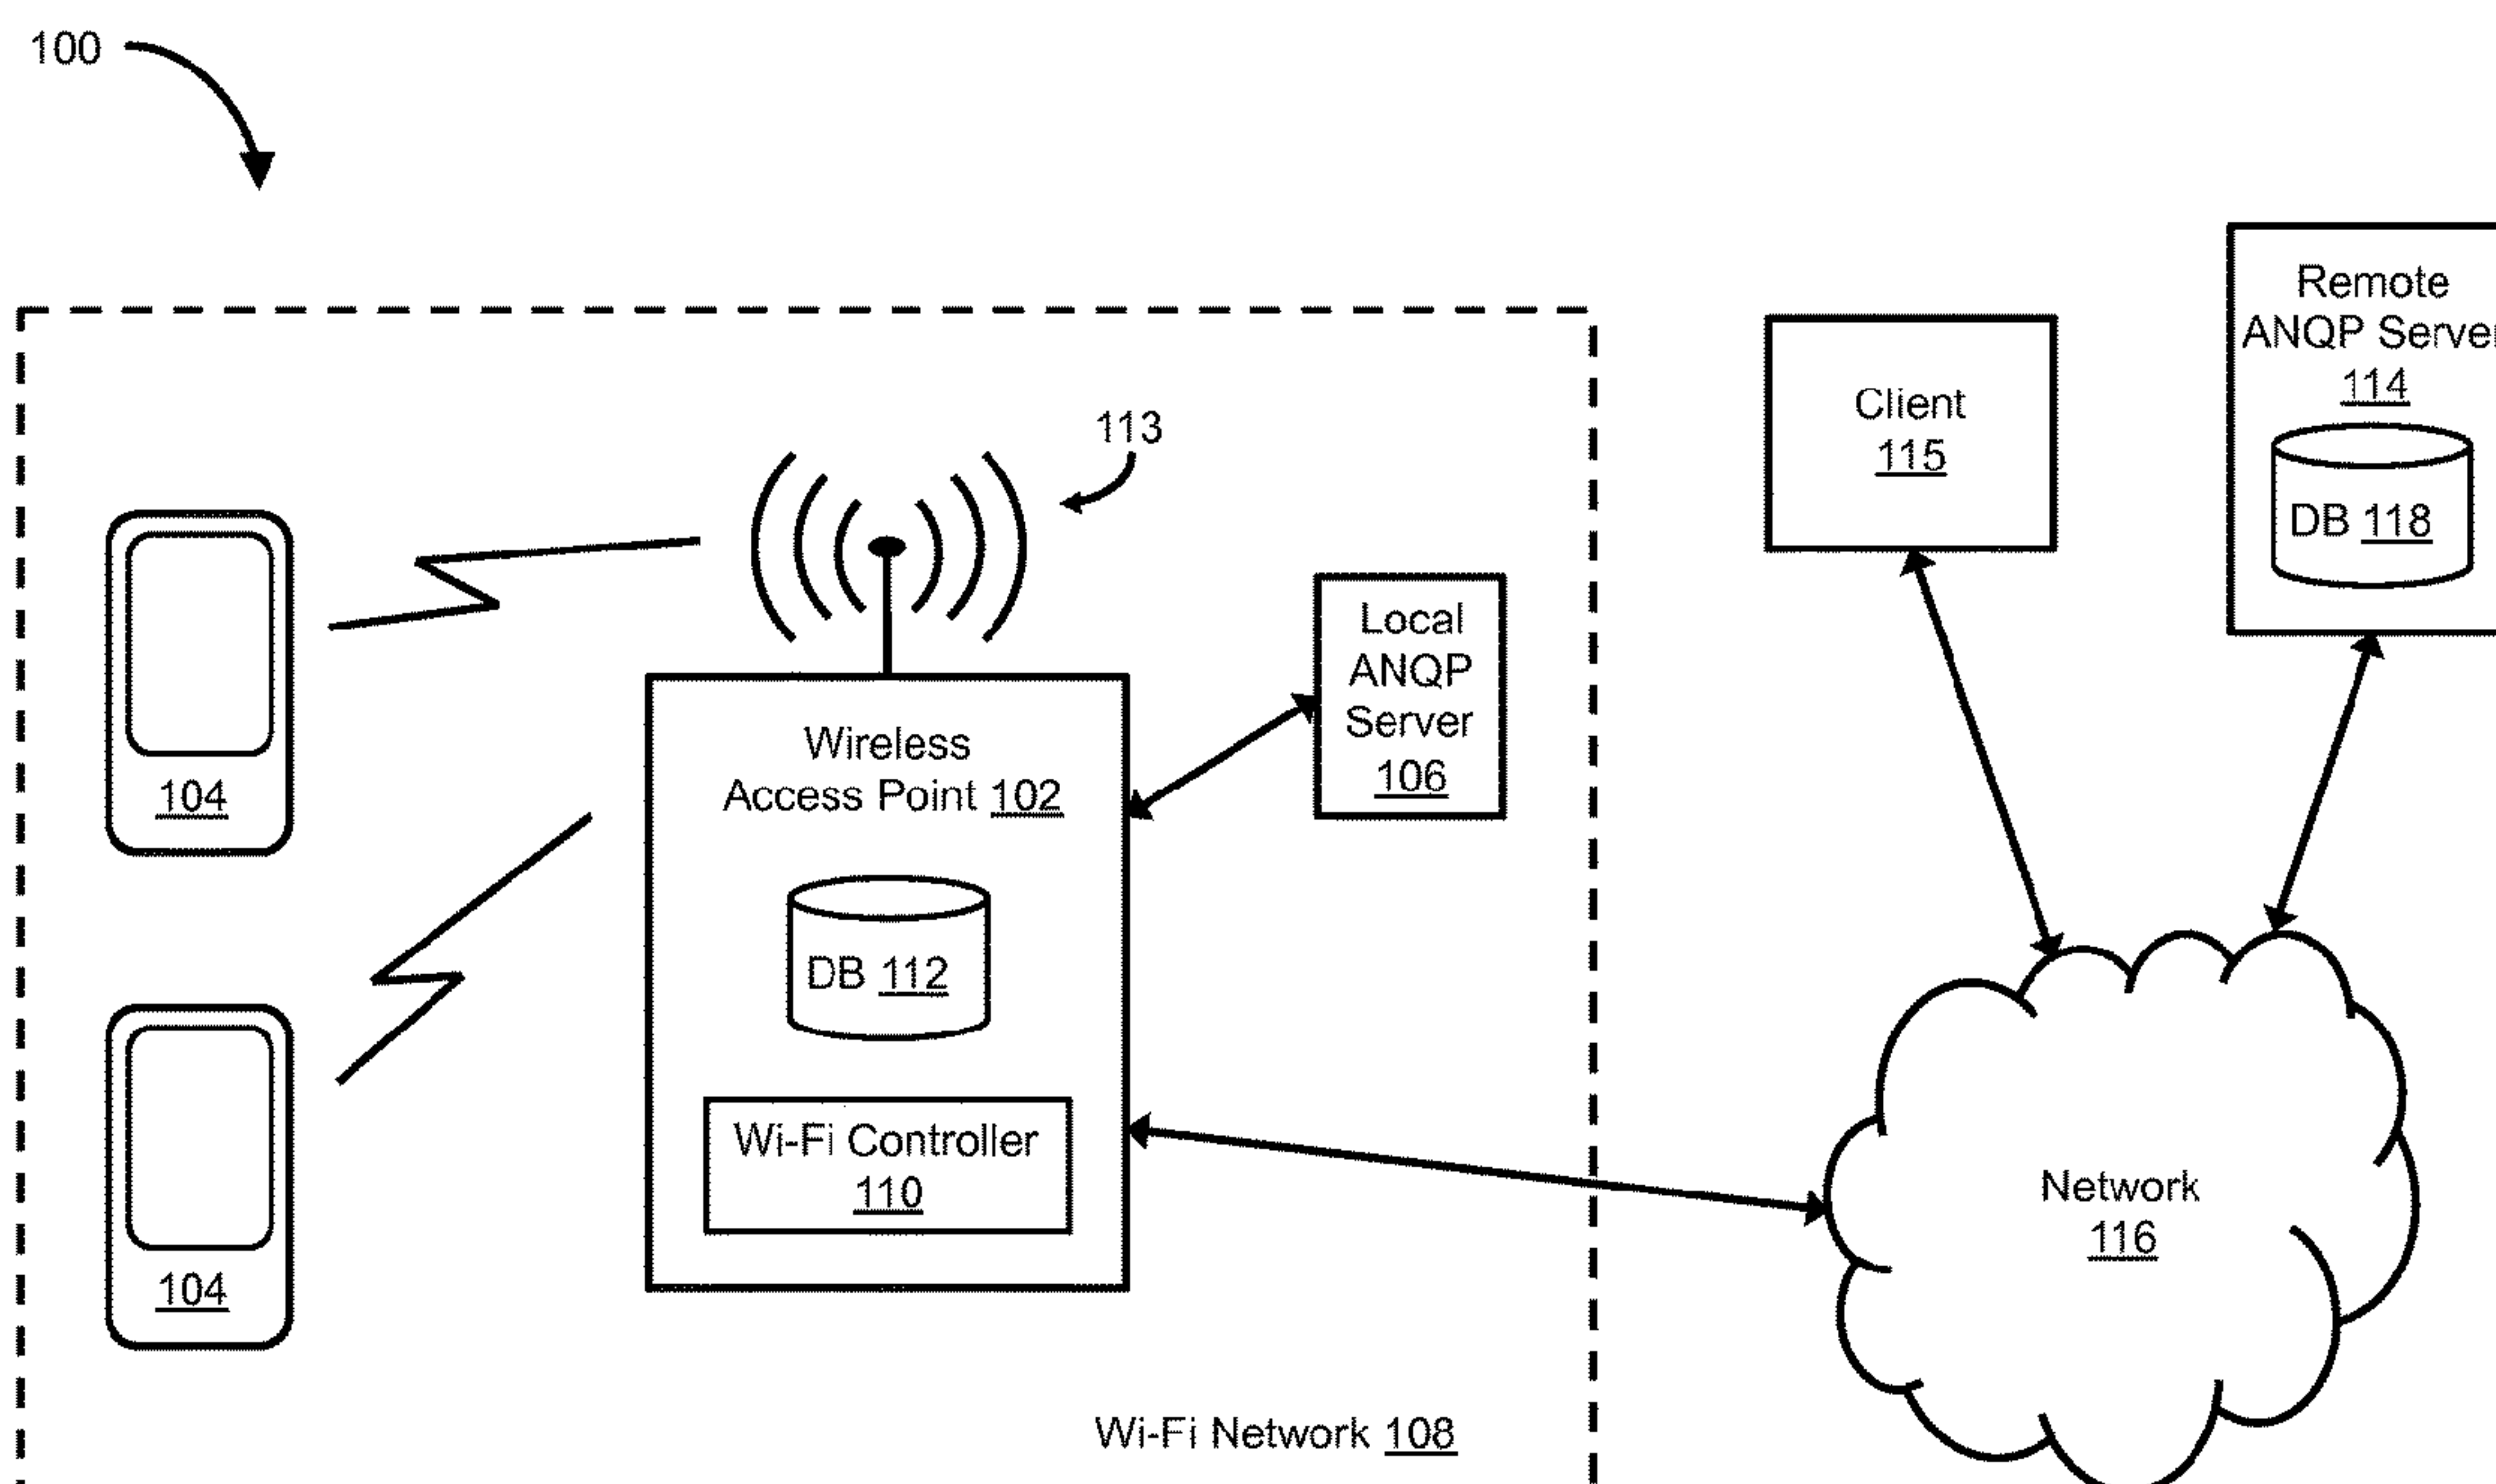 100
Remote
ANQP Server
114
DB 118
Client
115
113
Local
ANQP
Server
106
Wireless
Access Point 102
104
DB 112
Wi-Fi Controller
110
104
Network
116
Wi-Fi Network 108